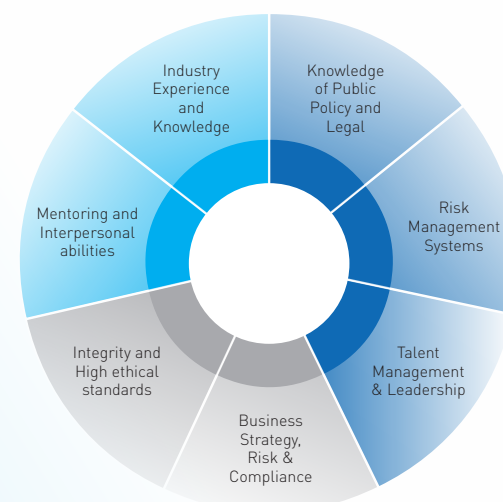 Industry
Experience
and
Knowledge
Knowledge
of Public
Policy and
Legal
Risk
Management
Systems
Talent
Management
& Leadership
Business
Strategy,
Risk &
Compliance
Integrity and
High ethical
standards
Mentoring and
Interpersonal
abilities